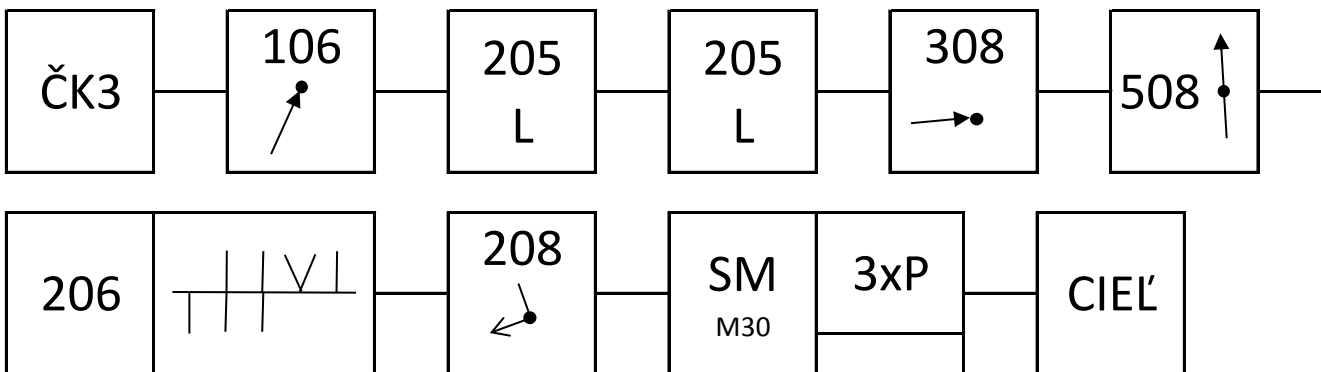 ČK3 106 205 L 205 L 308 508
206 208 SM M30 3xP CIEĽ